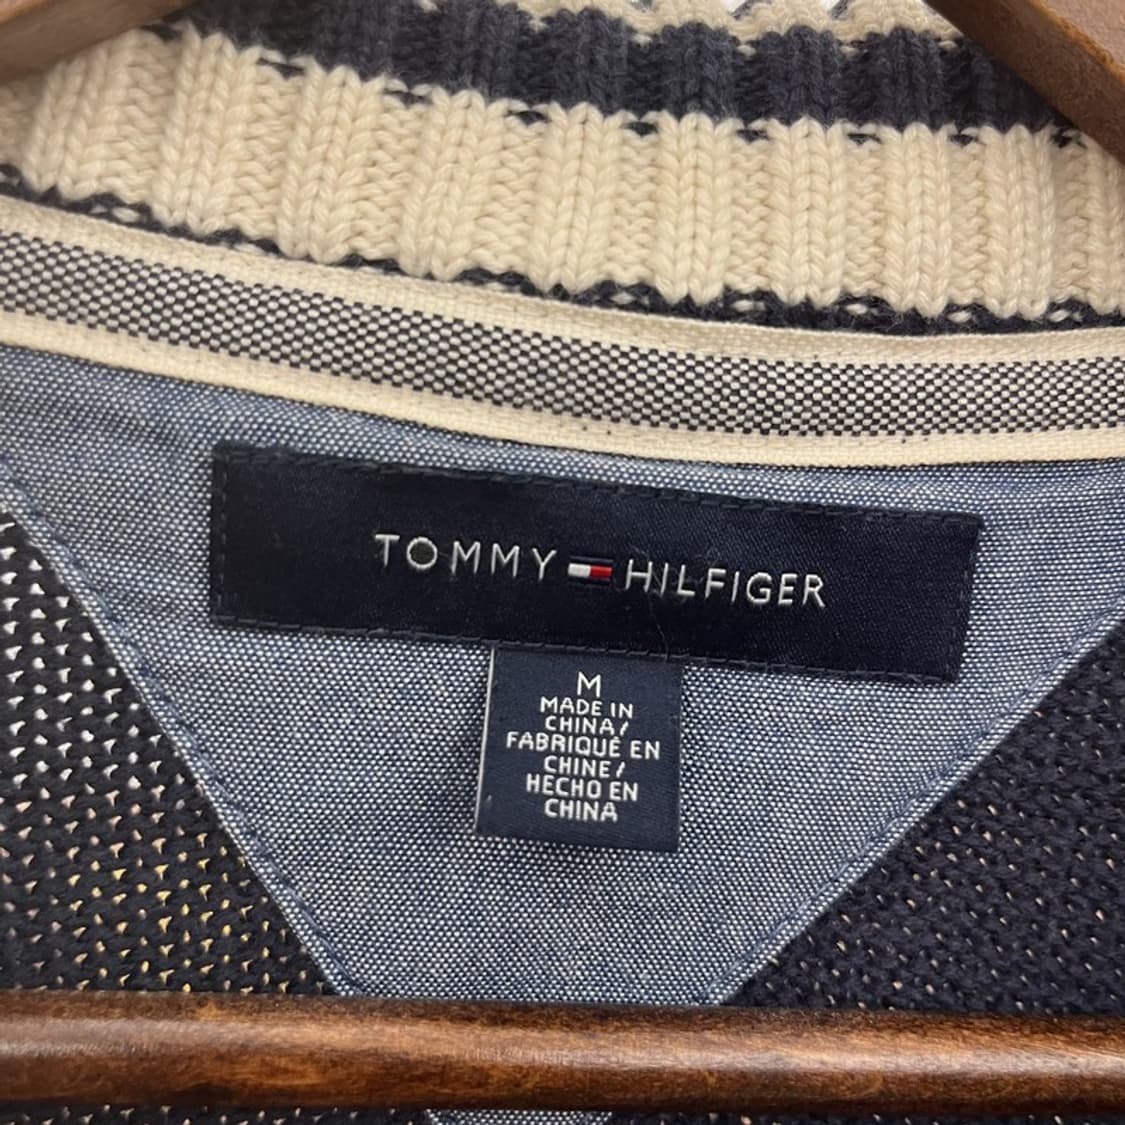 TOMMY HILFIGER
M
MADE IN
CHINA/
FABRIQUÉ EN
CHINE/
HECHO EN
CHINA